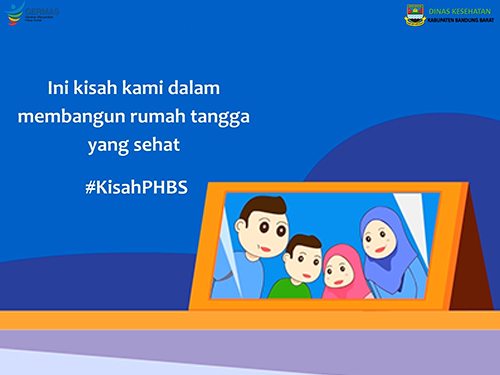 GERMAS
DINAS KESEHATAN
KABUPATEN BANDUNG BARAT
Ini kisah kami dalam
membangun rumah tangga
yang sehat
#KisahPHBS